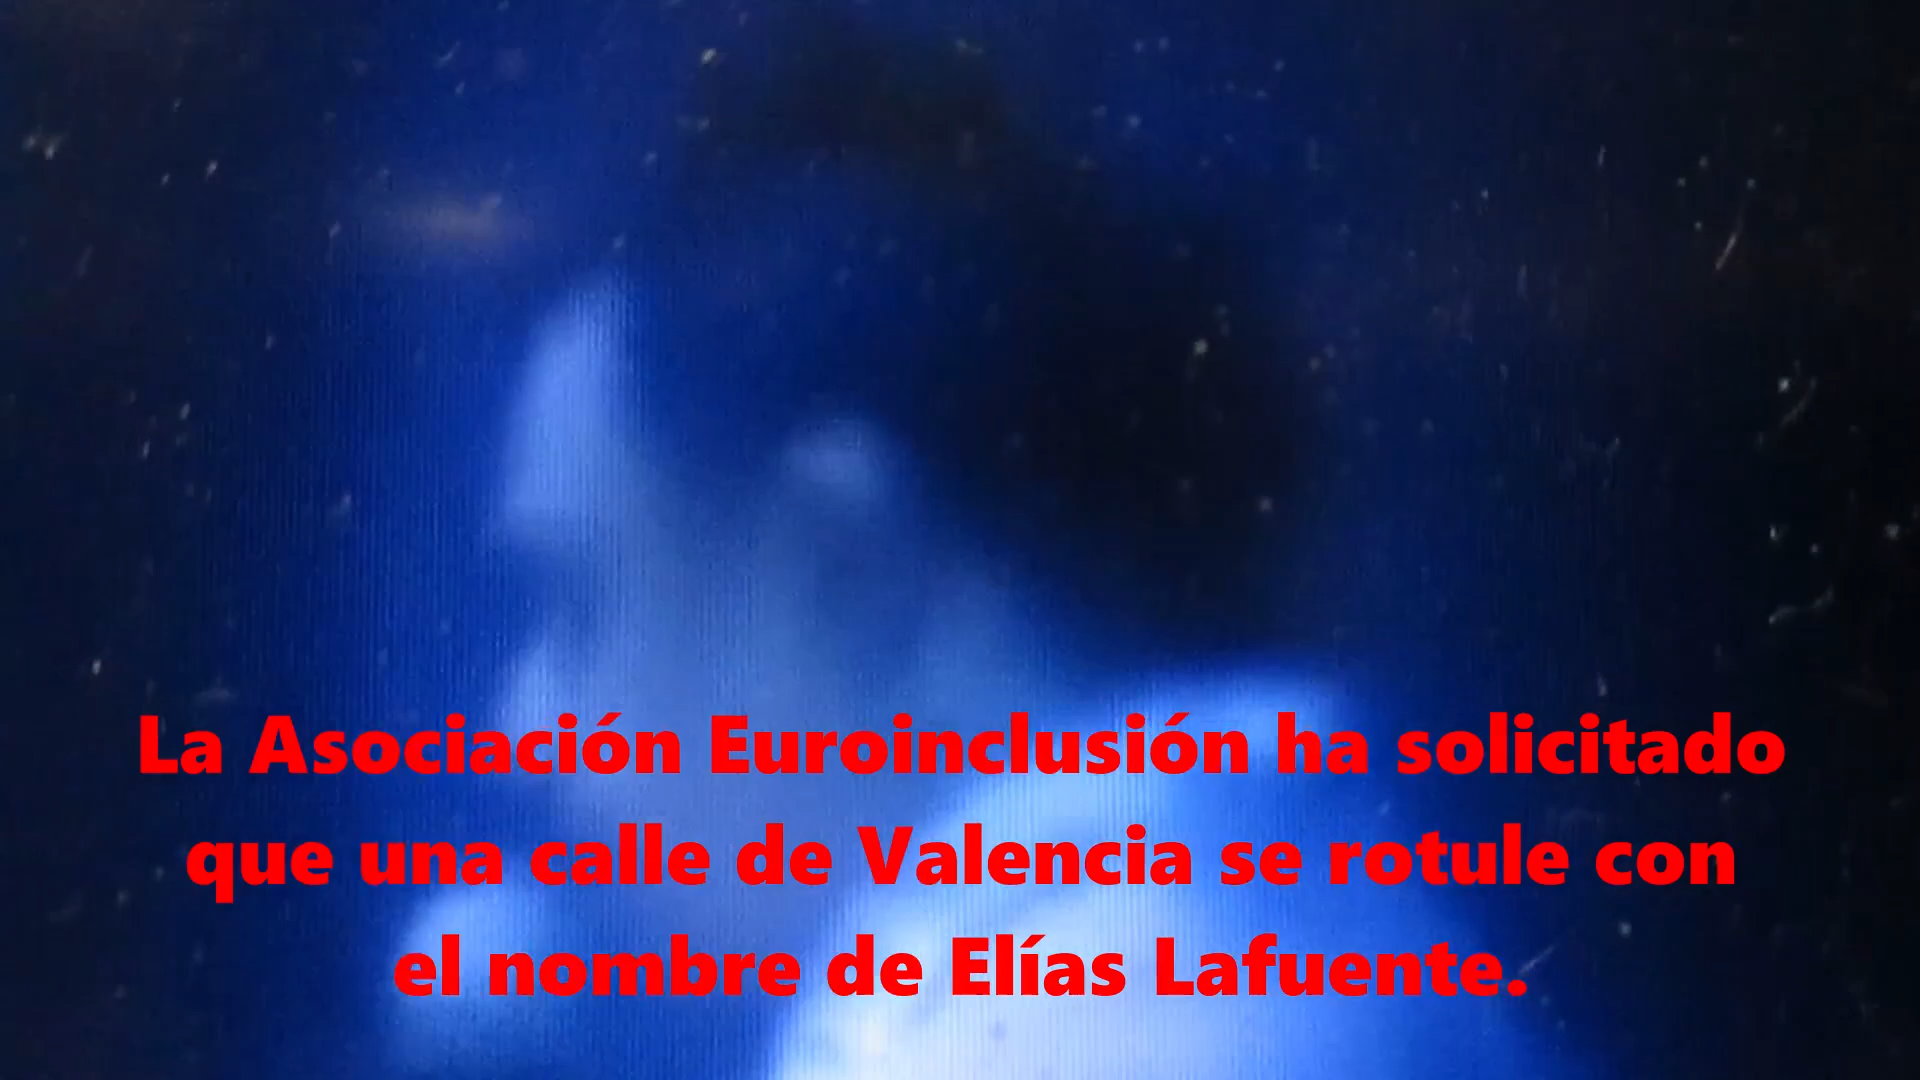 La Asociación Euroinclusión ha solicitado
que una calle de Valencia se rotule con
el nombre de Elías Lafuente.